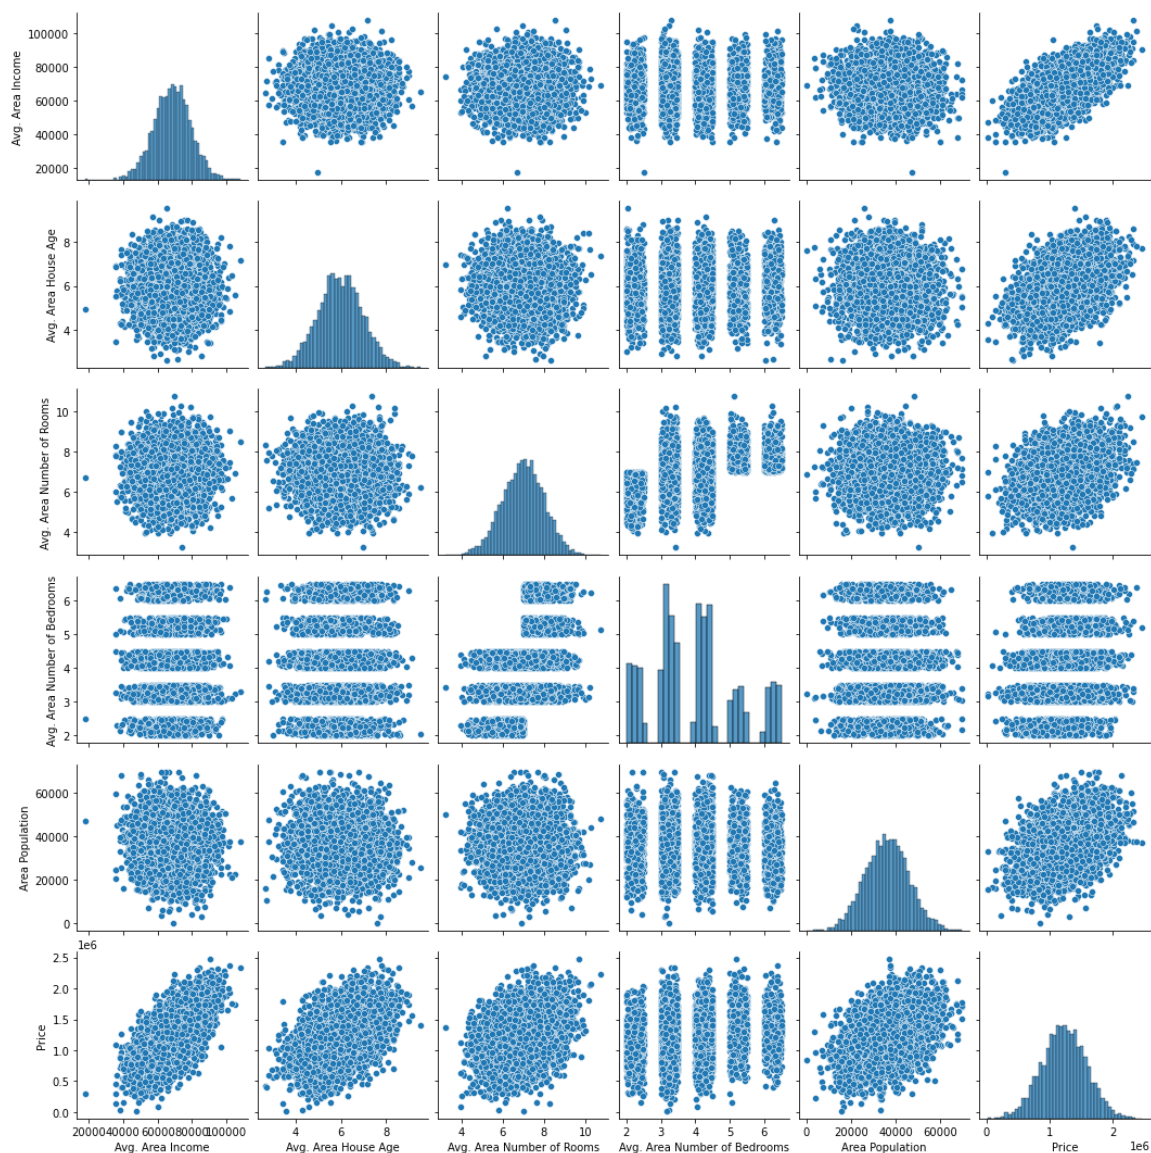 100000
80000
60000
40000
20000
Avg. Area Income
8
6
4
Avg. Area House Age
10
8
6
4
Avg. Area Number of Rooms
6
5
4
3
2
Avg. Area Number of Bedrooms
60000
40000
20000
0
Area Population
1e6
2.5
2.0
1.5
1.0
0.5
0.0
Price
20000 40000 60000 80000 100000
4 6 8
4 6 8 10
2 3 4 5 6
0 20000 40000 60000
0 1 2
1e6
Avg. Area Income
Avg. Area House Age
Avg. Area Number of Rooms
Avg. Area Number of Bedrooms
Area Population
Price